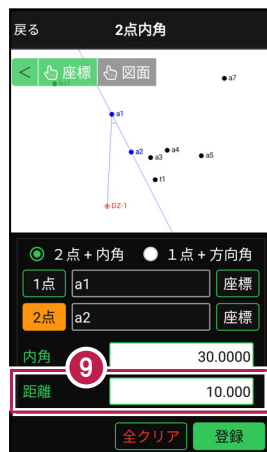 戻る 2点内角
< 座標 図面
a7
a1
a2 a3 a4 a5
t1
DZ-1
2点+内角 1点+方向角
1点 a1 座標
2点 a2 座標
内角 30.0000
9
距離 10.000
全クリア 登録